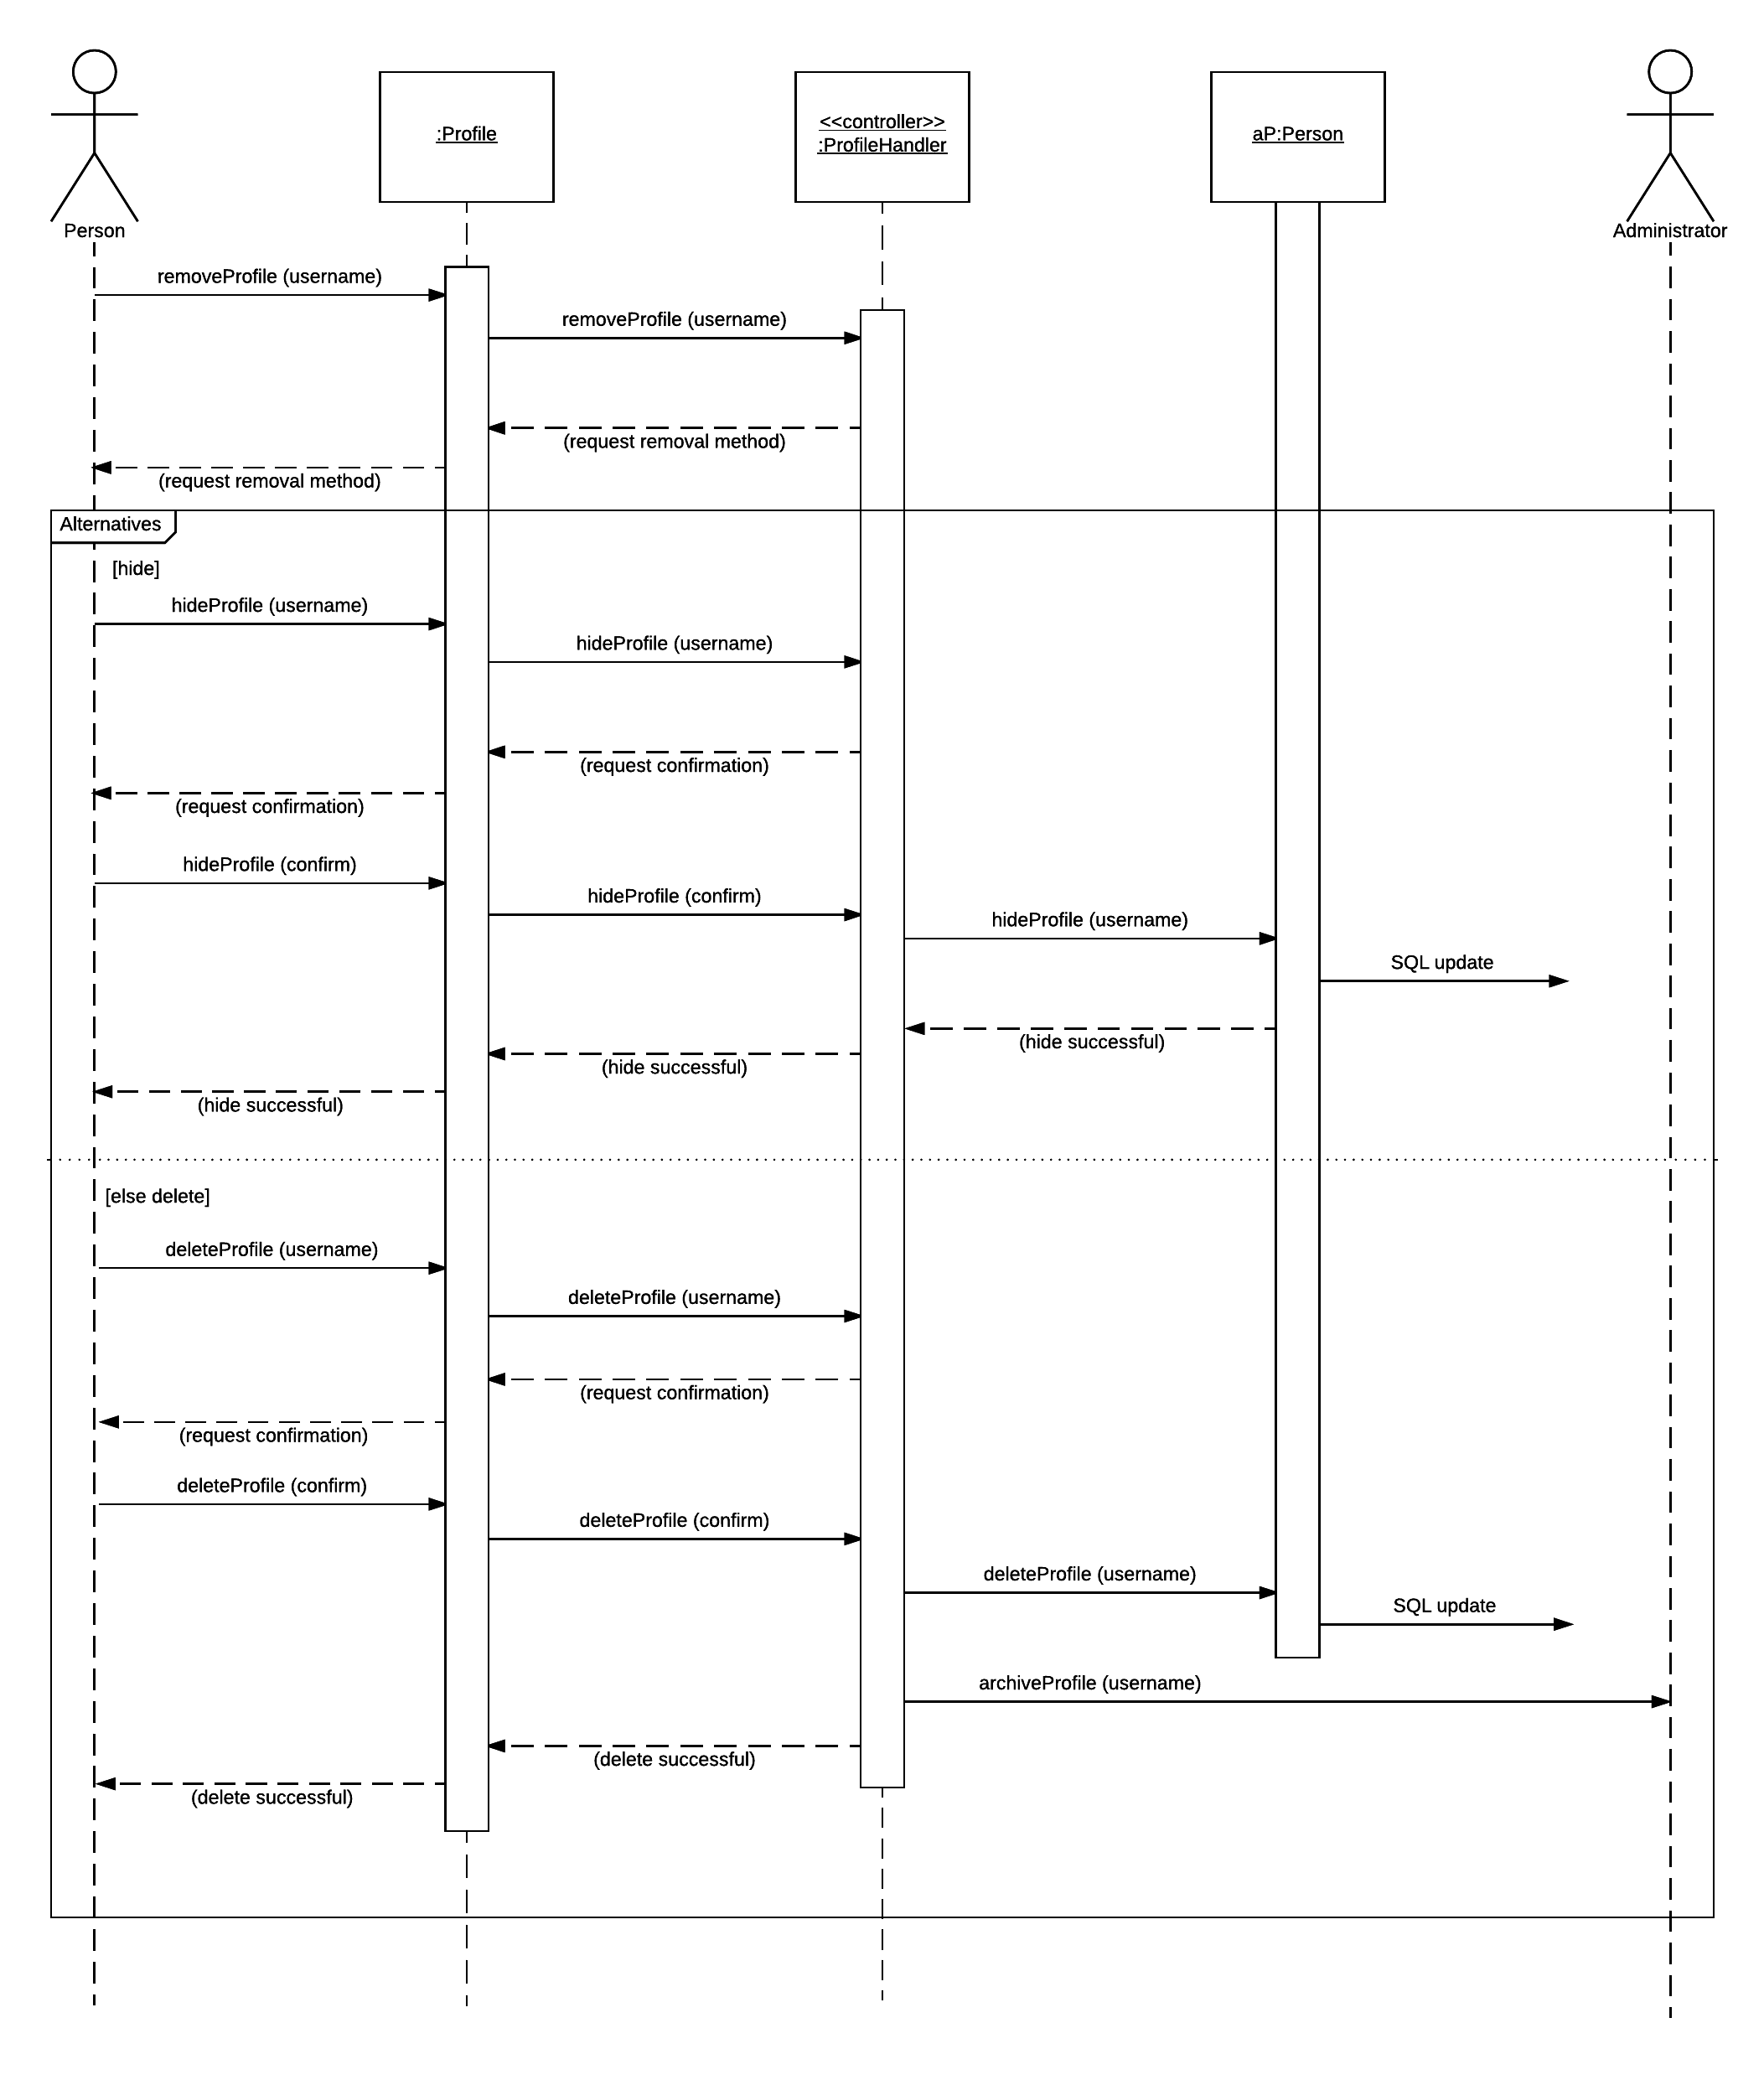 :Profile
<<controller>>
:ProfileHandler
aP:Person
Person
Administrator
removeProfile (username)
removeProfile (username)
(request removal method)
(request removal method)
Alternatives
[hide]
hideProfile (username)
hideProfile (username)
(request confirmation)
(request confirmation)
hideProfile (confirm)
hideProfile (confirm)
hideProfile (username)
SQL update
(hide successful)
(hide successful)
(hide successful)
[else delete]
deleteProfile (username)
deleteProfile (username)
(request confirmation)
(request confirmation)
deleteProfile (confirm)
deleteProfile (confirm)
deleteProfile (username)
SQL update
archiveProfile (username)
(delete successful)
(delete successful)